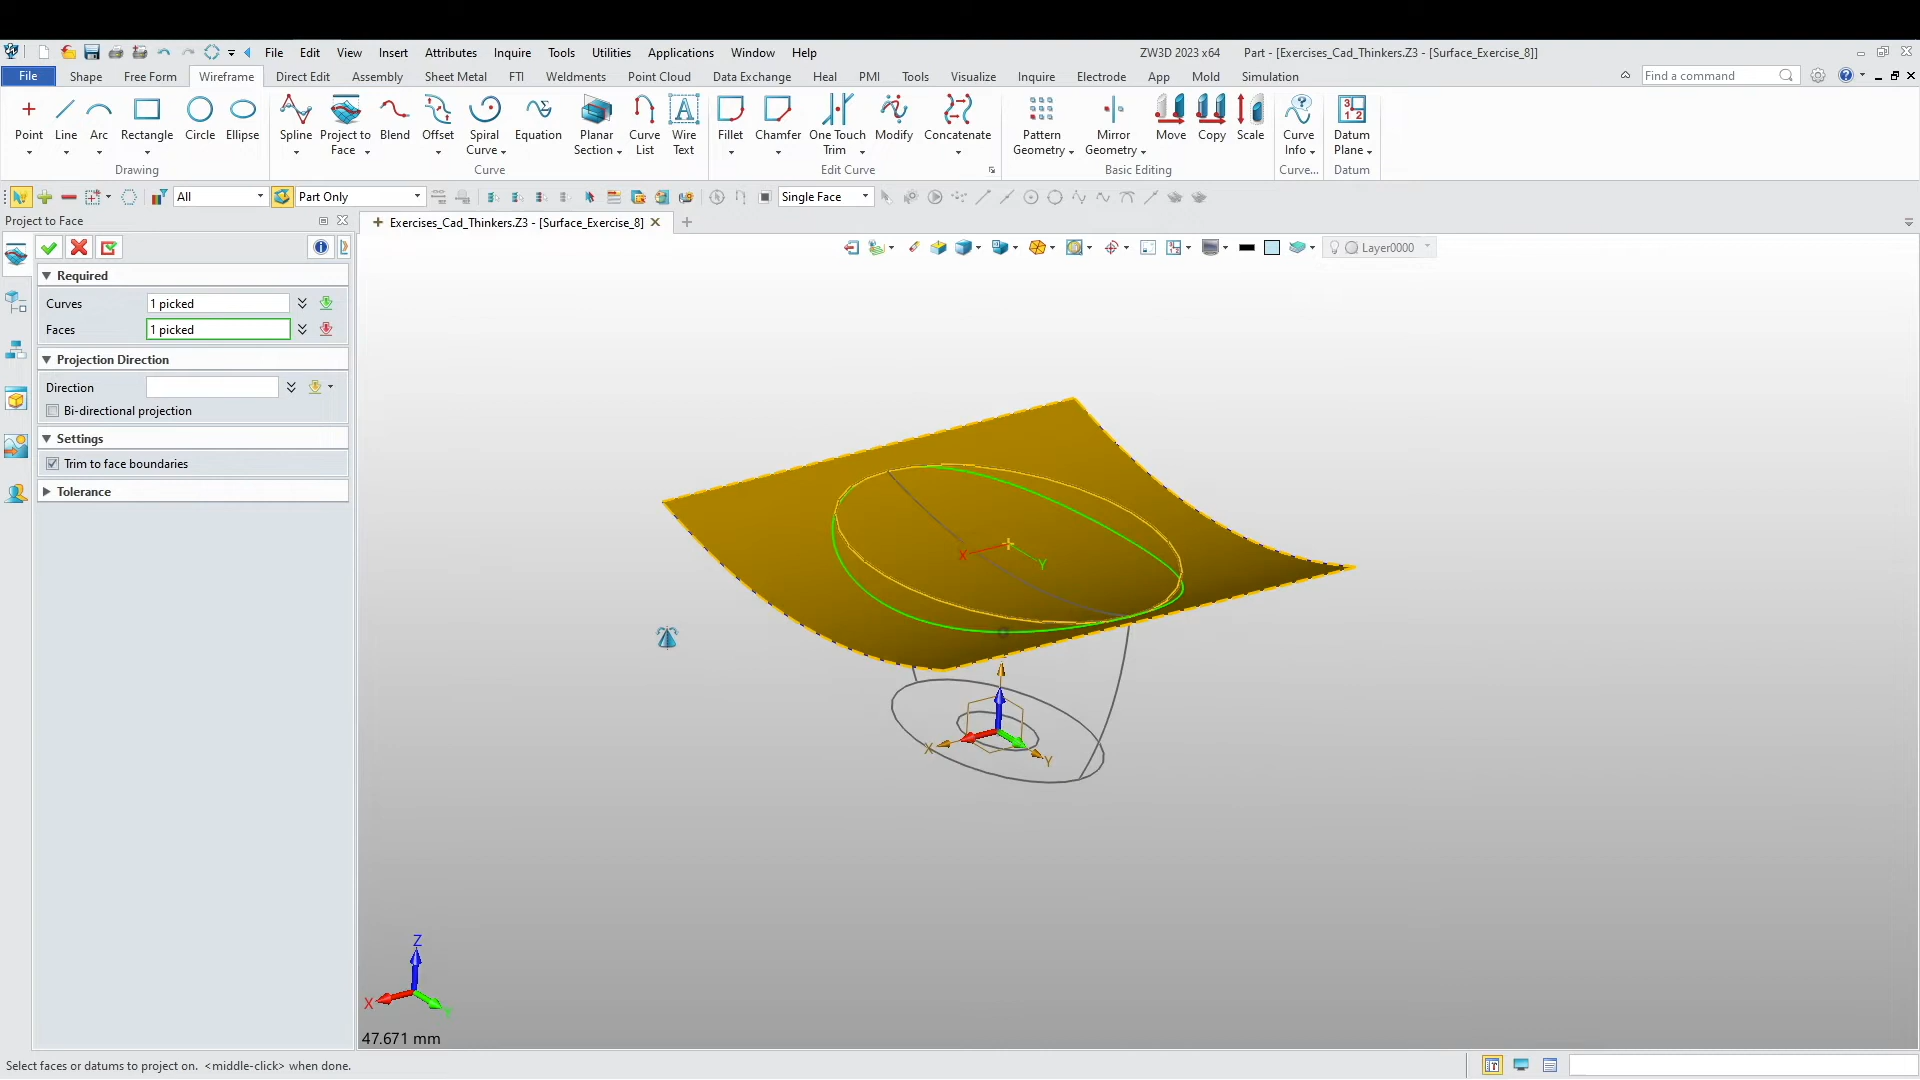 File Edit View Insert Attributes Inquire Tools Utilities Applications Window Help ZW3D 2023 x64 Part - [Exercises_Cad_Thinkers.Z3 - [Surface_Exercise_8]]
File Shape Free Form Wireframe Direct Edit Assembly Sheet Metal FTI Weldments Point Cloud Data Exchange Heal PMI Tools Visualize Inquire Electrode App Mold Simulation Find a command
Point Line Arc Rectangle Circle Ellipse Spline Project to Face Blend Offset Spiral Curve Equation Planar Section Curve List Wire Text Fillet Chamfer One Touch Trim Modify Concatenate Pattern Geometry Mirror Geometry Move Copy Scale Curve Info Datum Plane
Drawing Curve Edit Curve Basic Editing Curve... Datum
All Part Only Single Face
Project to Face Exercises_Cad_Thinkers.Z3 - [Surface_Exercise_8]
Layer0000
Required
Curves 1 picked
Faces 1 picked
Projection Direction
Direction
Bi-directional projection
Settings
Trim to face boundaries
Tolerance
X Y
X Y
Z
X Y
47.671 mm
Select faces or datums to project on. <middle-click> when done.